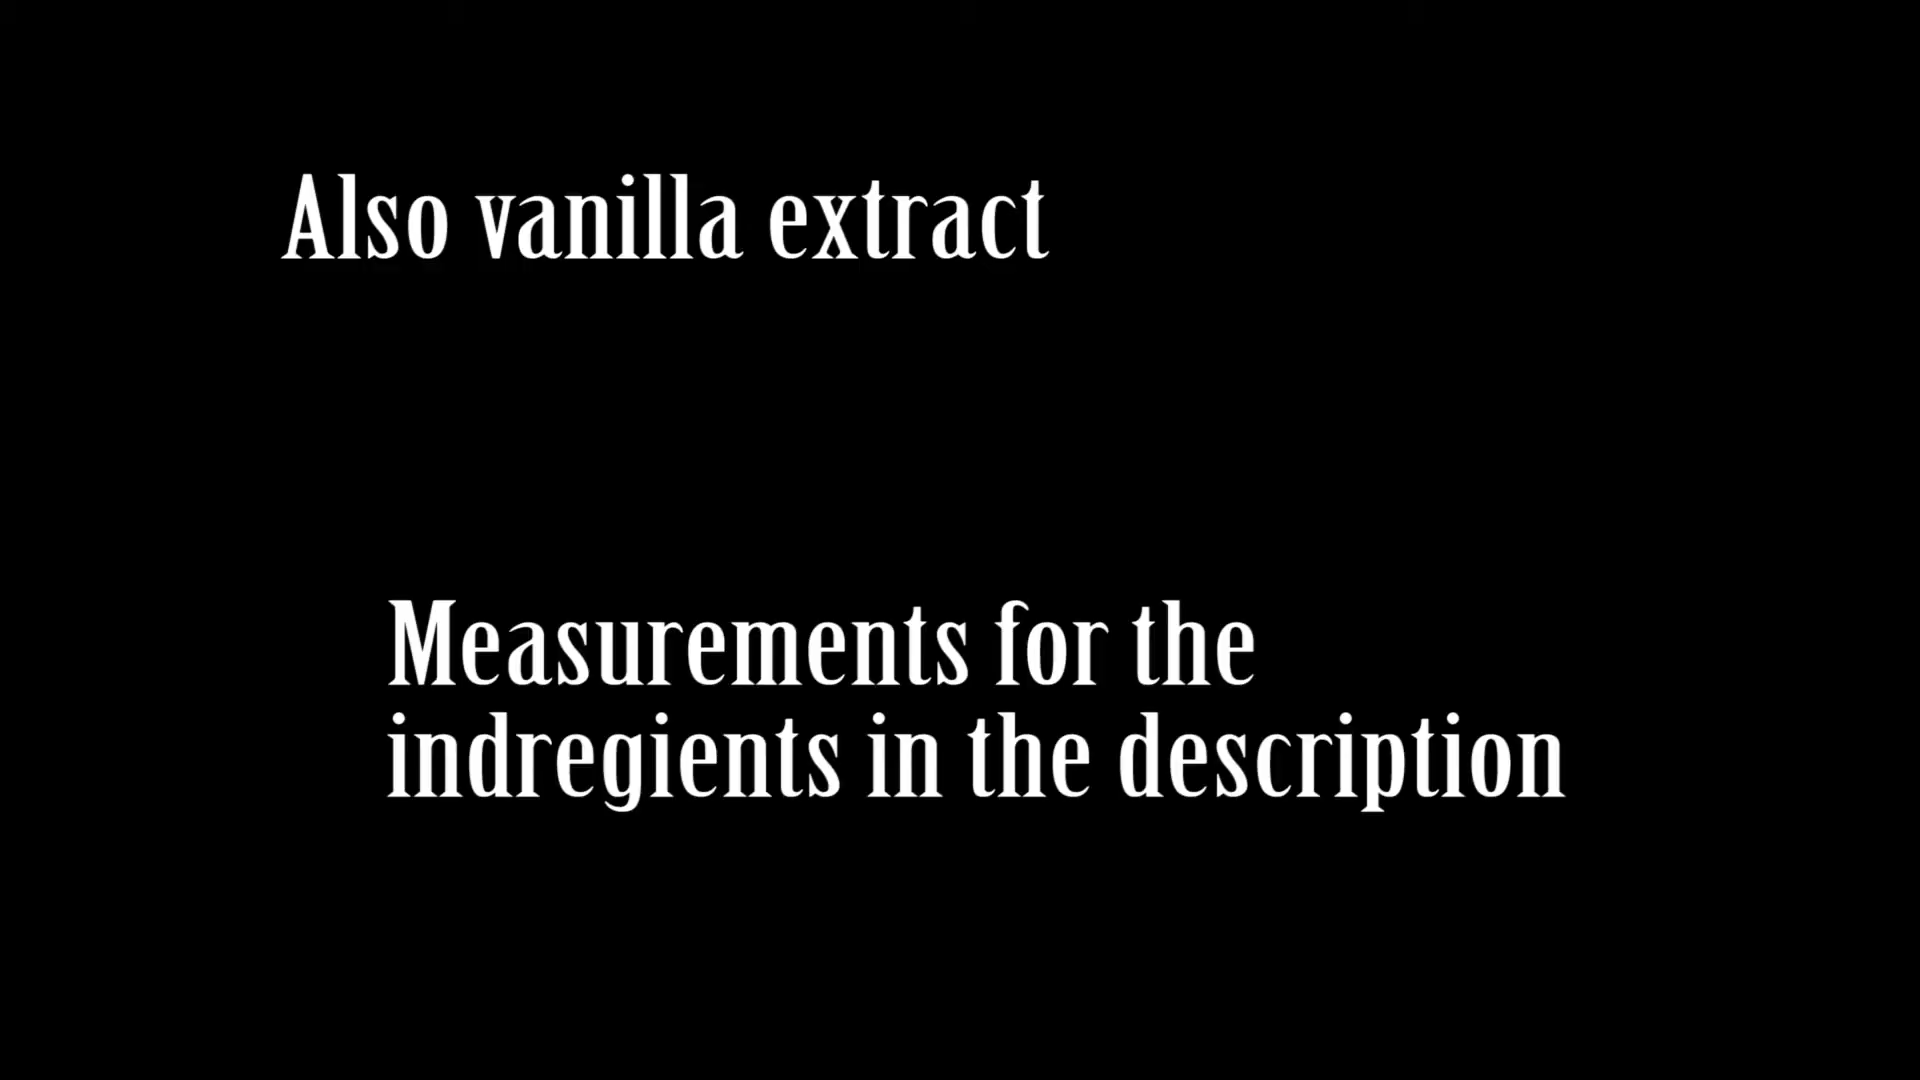 Also vanilla extract
Measurements for the
indregients in the description